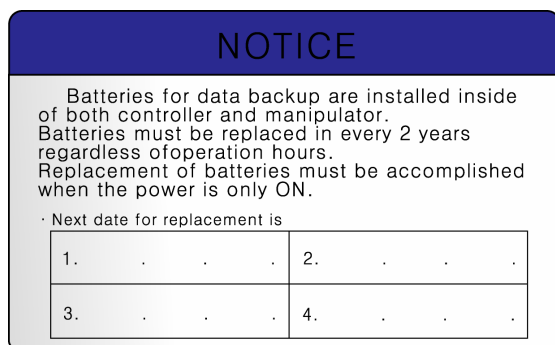 NOTICE
Batteries for data backup are installed inside
of both controller and manipulator.
Batteries must be replaced in every 2 years
regardless ofoperation hours.
Replacement of batteries must be accomplished
when the power is only ON.
· Next date for replacement is
1. . . . 2. . . .
3. . . . 4. . . .